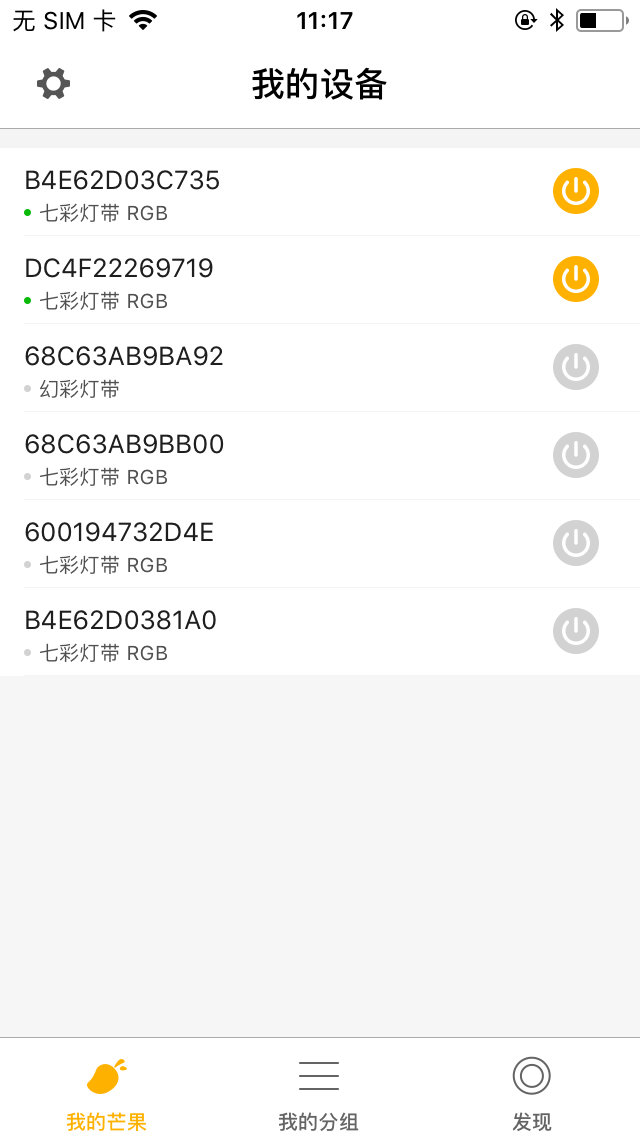 无 SIM 卡
11:17
我的设备
B4E62D03C735
七彩灯带 RGB
DC4F22269719
七彩灯带 RGB
68C63AB9BA92
幻彩灯带
68C63AB9BB00
七彩灯带 RGB
600194732D4E
七彩灯带 RGB
B4E62D0381A0
七彩灯带 RGB
我的芒果
我的分组
发现